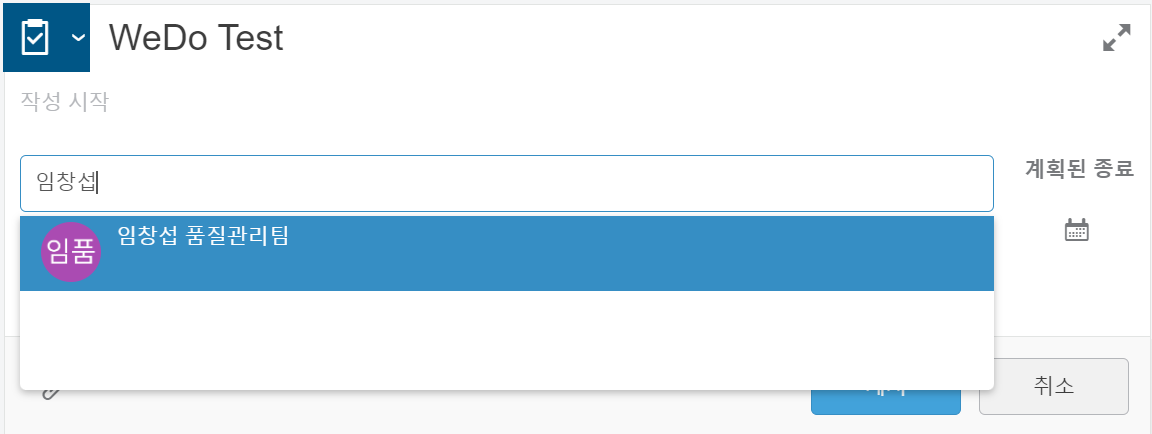 WeDo Test
작성 시작
임창섭
계획된 종료
임품
임창섭 품질관리팀
취소